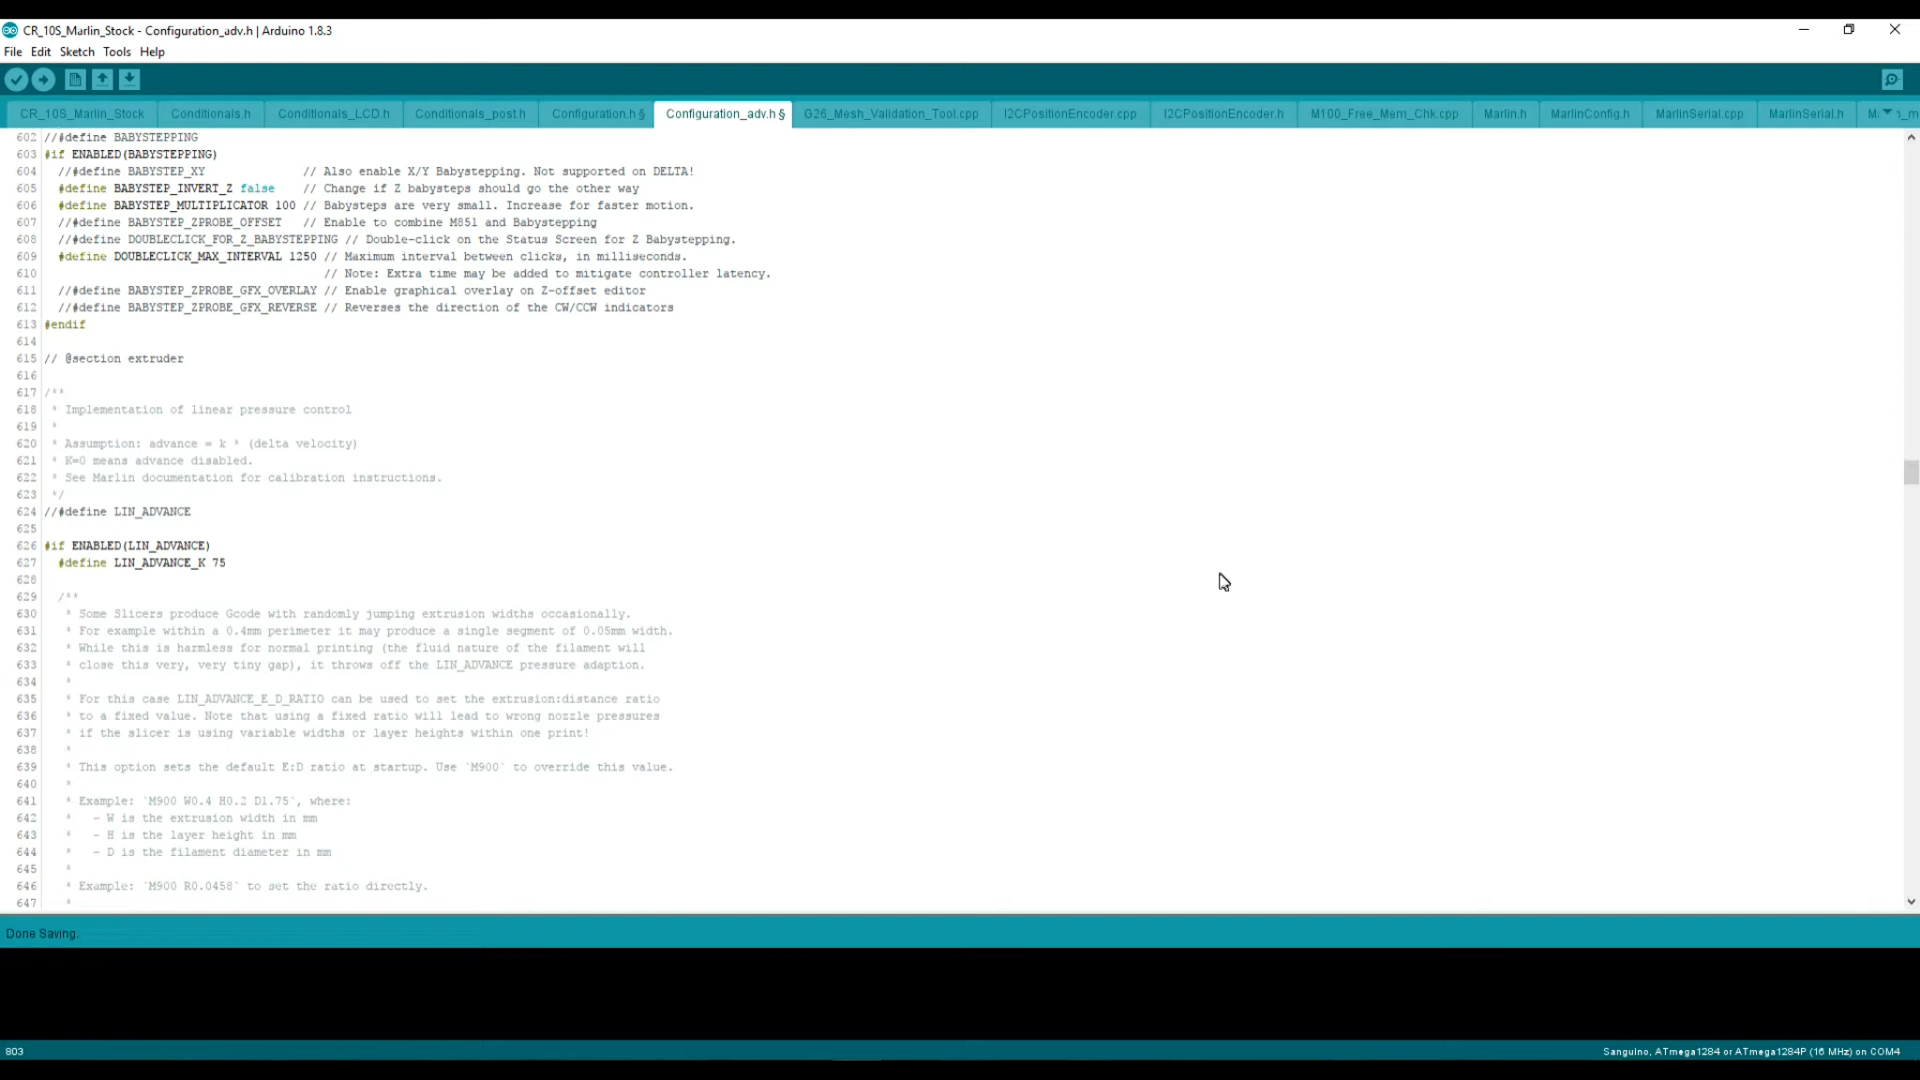 CR_10S_Marlin_Stock - Configuration_adv.h | Arduino 1.8.3
File Edit Sketch Tools Help
CR_10S_Marlin_Stock Conditionals.h Conditionals_LCD.h Conditionals_post.h Configuration.h § Configuration_adv.h § G26_Mesh_Validation_Tool.cpp I2CPositionEncoder.cpp I2CPositionEncoder.h M100_Free_Mem_Chk.cpp Marlin.h MarlinConfig.h MarlinSerial.cpp MarlinSerial.h
602 //#define BABYSTEPPING
603 #if ENABLED(BABYSTEPPING)
604 //#define BABYSTEP_XY // Also enable X/Y Babystepping. Not supported on DELTA!
605 #define BABYSTEP_INVERT_Z false // Change if Z babysteps should go the other way
606 #define BABYSTEP_MULTIPLICATOR 100 // Babysteps are very small. Increase for faster motion.
607 //#define BABYSTEP_ZPROBE_OFFSET // Enable to combine M851 and Babystepping
608 //#define DOUBLECLICK_FOR_Z_BABYSTEPPING // Double-click on the Status Screen for Z Babystepping.
609 #define DOUBLECLICK_MAX_INTERVAL 1250 // Maximum interval between clicks, in milliseconds.
610 // Note: Extra time may be added to mitigate controller latency.
611 //#define BABYSTEP_ZPROBE_GFX_OVERLAY // Enable graphical overlay on Z-offset editor
612 //#define BABYSTEP_ZPROBE_GFX_REVERSE // Reverses the direction of the CW/CCW indicators
613 #endif
614
615 // @section extruder
616
617 /**
618 * Implementation of linear pressure control
619 *
620 * Assumption: advance = k * (delta velocity)
621 * K=0 means advance disabled.
622 * See Marlin documentation for calibration instructions.
623 */
624 //#define LIN_ADVANCE
625
626 #if ENABLED(LIN_ADVANCE)
627 #define LIN_ADVANCE_K 75
628
629 /**
630 * Some Slicers produce Gcode with randomly jumping extrusion widths occasionally.
631 * For example within a 0.4mm perimeter it may produce a single segment of 0.05mm width.
632 * While this is harmless for normal printing (the fluid nature of the filament will
633 * close this very, very tiny gap), it throws off the LIN_ADVANCE pressure adaption.
634 *
635 * For this case LIN_ADVANCE_E_D_RATIO can be used to set the extrusion:distance ratio
636 * to a fixed value. Note that using a fixed ratio will lead to wrong nozzle pressures
637 * if the slicer is using variable widths or layer heights within one print!
638 *
639 * This option sets the default E:D ratio at startup. Use `M900` to override this value.
640 *
641 * Example: `M900 W0.4 H0.2 D1.75`, where:
642 * - W is the extrusion width in mm
643 * - H is the layer height in mm
644 * - D is the filament diameter in mm
645 *
646 * Example: `M900 R0.0458` to set the ratio directly.
647 *
Done Saving.
803
Sanguino, ATmega1284 or ATmega1284P (16 MHz) on COM4